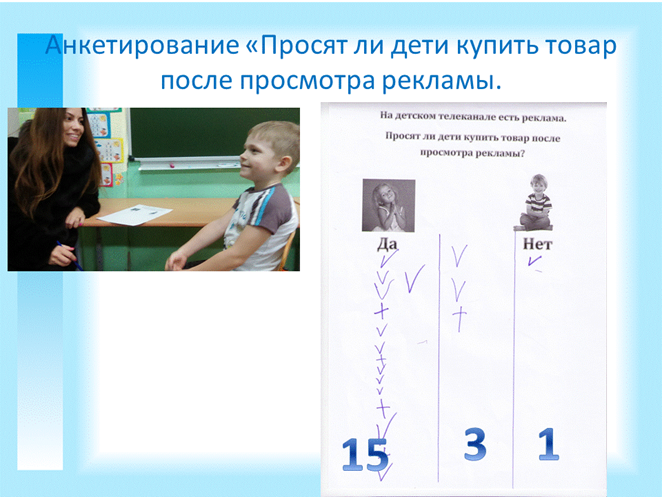 Анкетирование «Просят ли дети купить товар
после просмотра рекламы.
На детском телеканале есть реклама.
Просят ли дети купить товар после
просмотра рекламы?
Да Нет
15 3 1